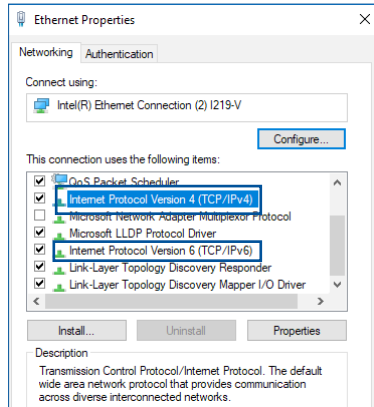 Ethernet Properties
Networking Authentication
Connect using:
Intel(R) Ethernet Connection (2) I219-V
Configure...
This connection uses the following items:
QoS Packet Scheduler
Internet Protocol Version 4 (TCP/IPv4)
Microsoft Network Adapter Multiplexor Protocol
Microsoft LLDP Protocol Driver
Internet Protocol Version 6 (TCP/IPv6)
Link-Layer Topology Discovery Responder
Link-Layer Topology Discovery Mapper I/O Driver
Install... Uninstall Properties
Description
Transmission Control Protocol/Internet Protocol. The default
wide area network protocol that provides communication
across diverse interconnected networks.